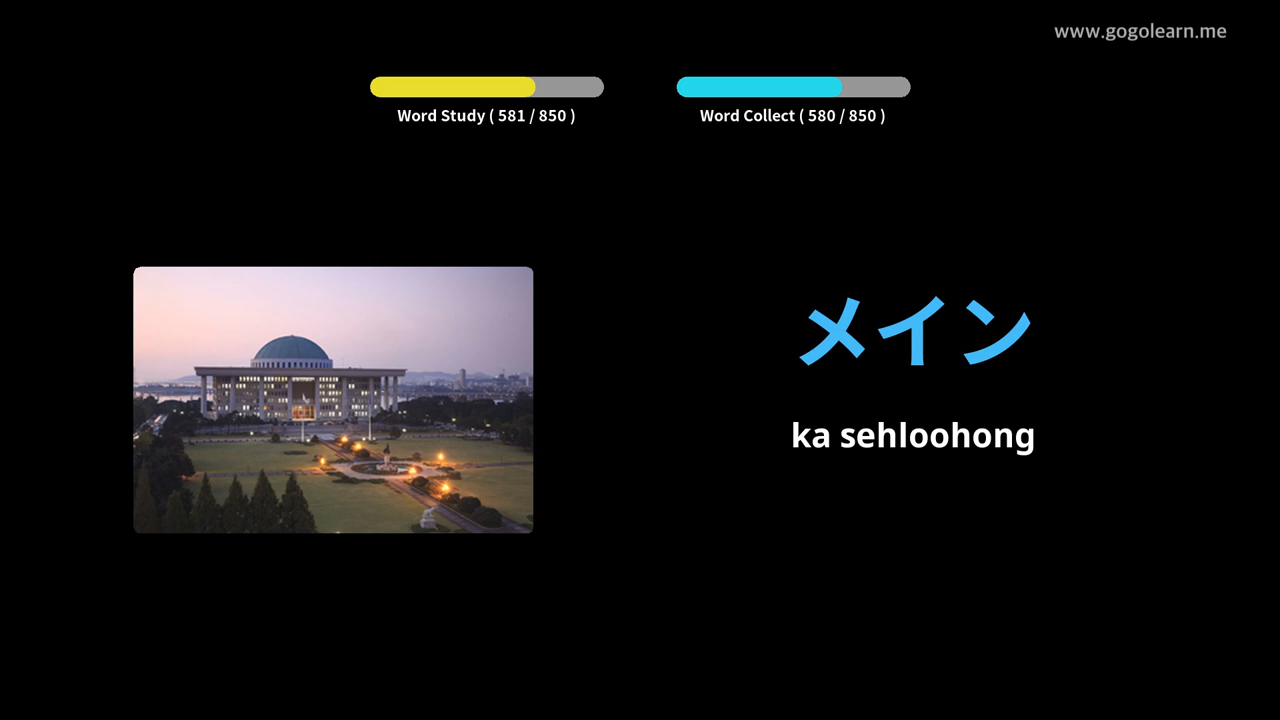 www.gogolearn.me
Word Study ( 581 / 850 )
Word Collect ( 580 / 850 )
メイン
ka sehloohong